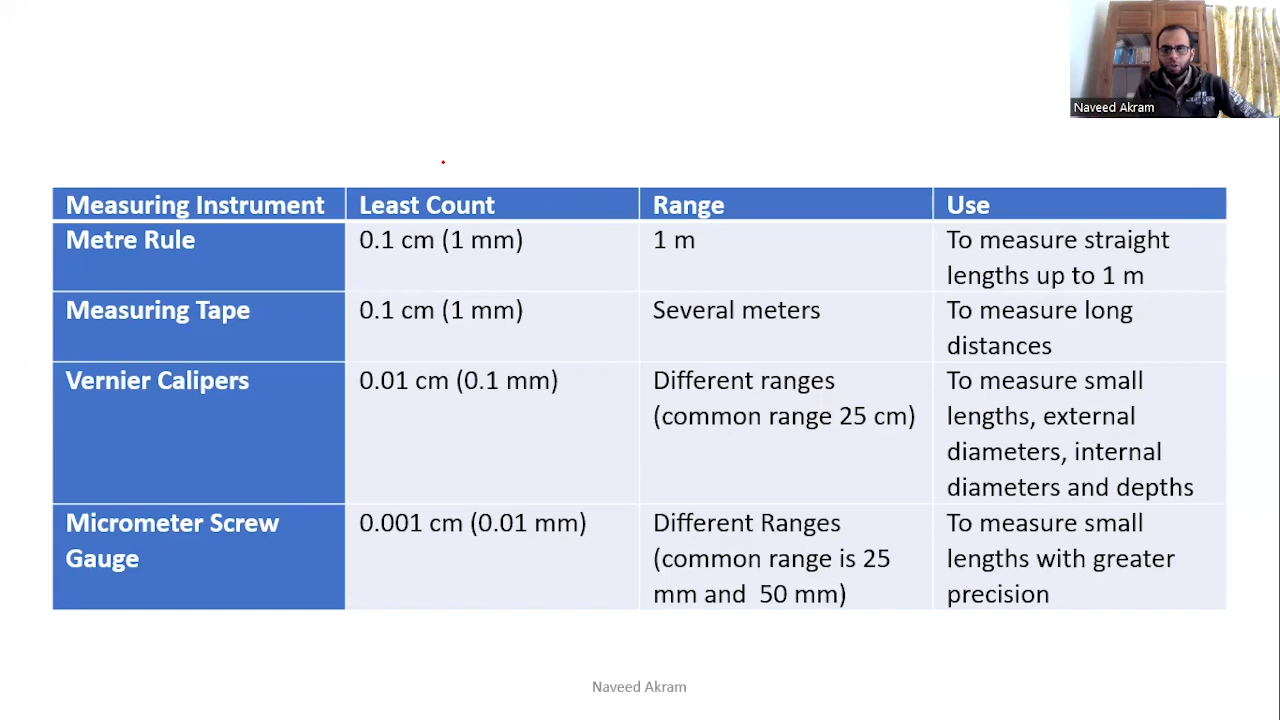 Naveed Akram
Measuring Instrument Least Count Range Use
Metre Rule 0.1 cm (1 mm) 1 m To measure straight
lengths up to 1 m
Measuring Tape 0.1 cm (1 mm) Several meters To measure long
distances
Vernier Calipers 0.01 cm (0.1 mm) Different ranges To measure small
(common range 25 cm) lengths, external
diameters, internal
diameters and depths
Micrometer Screw 0.001 cm (0.01 mm) Different Ranges To measure small
Gauge (common range is 25 lengths with greater
mm and 50 mm) precision
Naveed Akram